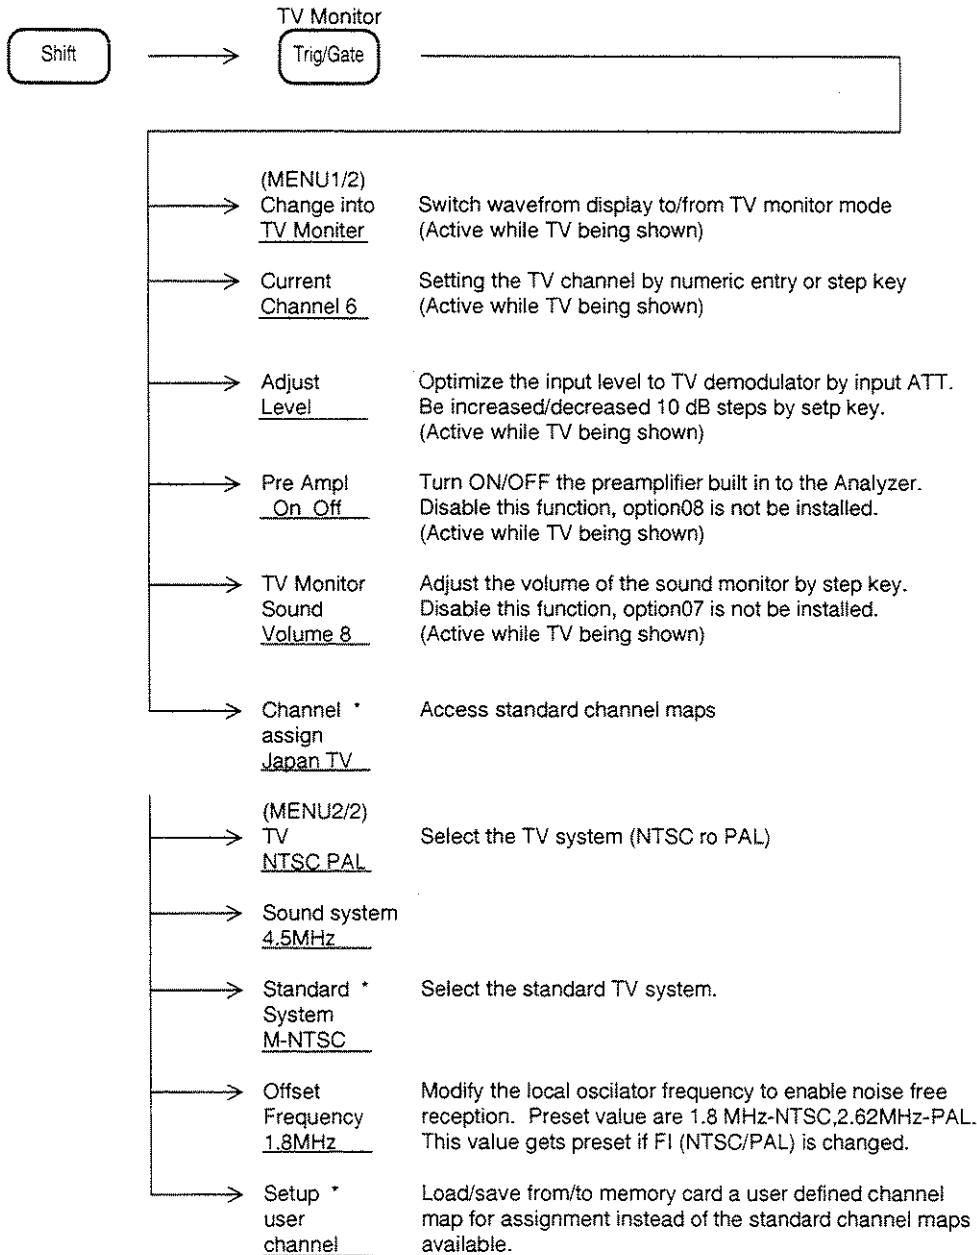 TV Monitor
Shift
Trig/Gate
(MENU1/2)
Change into
TV Moniter
Switch wavefrom display to/from TV monitor mode
(Active while TV being shown)
Current
Channel 6
Setting the TV channel by numeric entry or step key
(Active while TV being shown)
Adjust
Level
Optimize the input level to TV demodulator by input ATT.
Be increased/decreased 10 dB steps by setp key.
(Active while TV being shown)
Pre Ampl
On Off
Turn ON/OFF the preamplifier built in to the Analyzer.
Disable this function, option08 is not be installed.
(Active while TV being shown)
TV Monitor
Sound
Volume 8
Adjust the volume of the sound monitor by step key.
Disable this function, option07 is not be installed.
(Active while TV being shown)
Channel *
assign
Japan TV
Access standard channel maps
(MENU2/2)
TV
NTSC PAL
Select the TV system (NTSC ro PAL)
Sound system
4.5MHz
Standard *
System
M-NTSC
Select the standard TV system.
Offset
Frequency
1.8MHz
Modify the local oscilator frequency to enable noise free
reception. Preset value are 1.8 MHz-NTSC,2.62MHz-PAL.
This value gets preset if FI (NTSC/PAL) is changed.
Setup *
user
channel
Load/save from/to memory card a user defined channel
map for assignment instead of the standard channel maps
available.